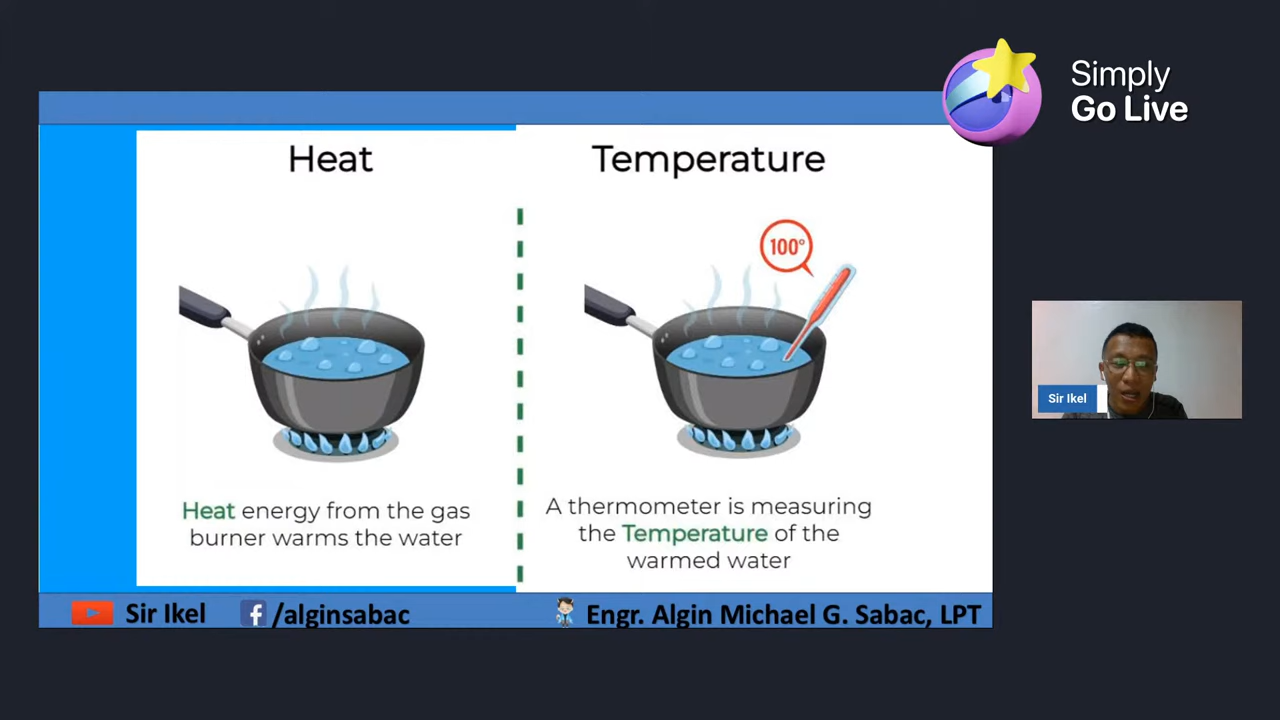 Simply
Go Live
Heat
Temperature
100°
Heat energy from the gas
burner warms the water
A thermometer is measuring
the Temperature of the
warmed water
Sir Ikel
Sir Ikel
/alginsabac
Engr. Algin Michael G. Sabac, LPT